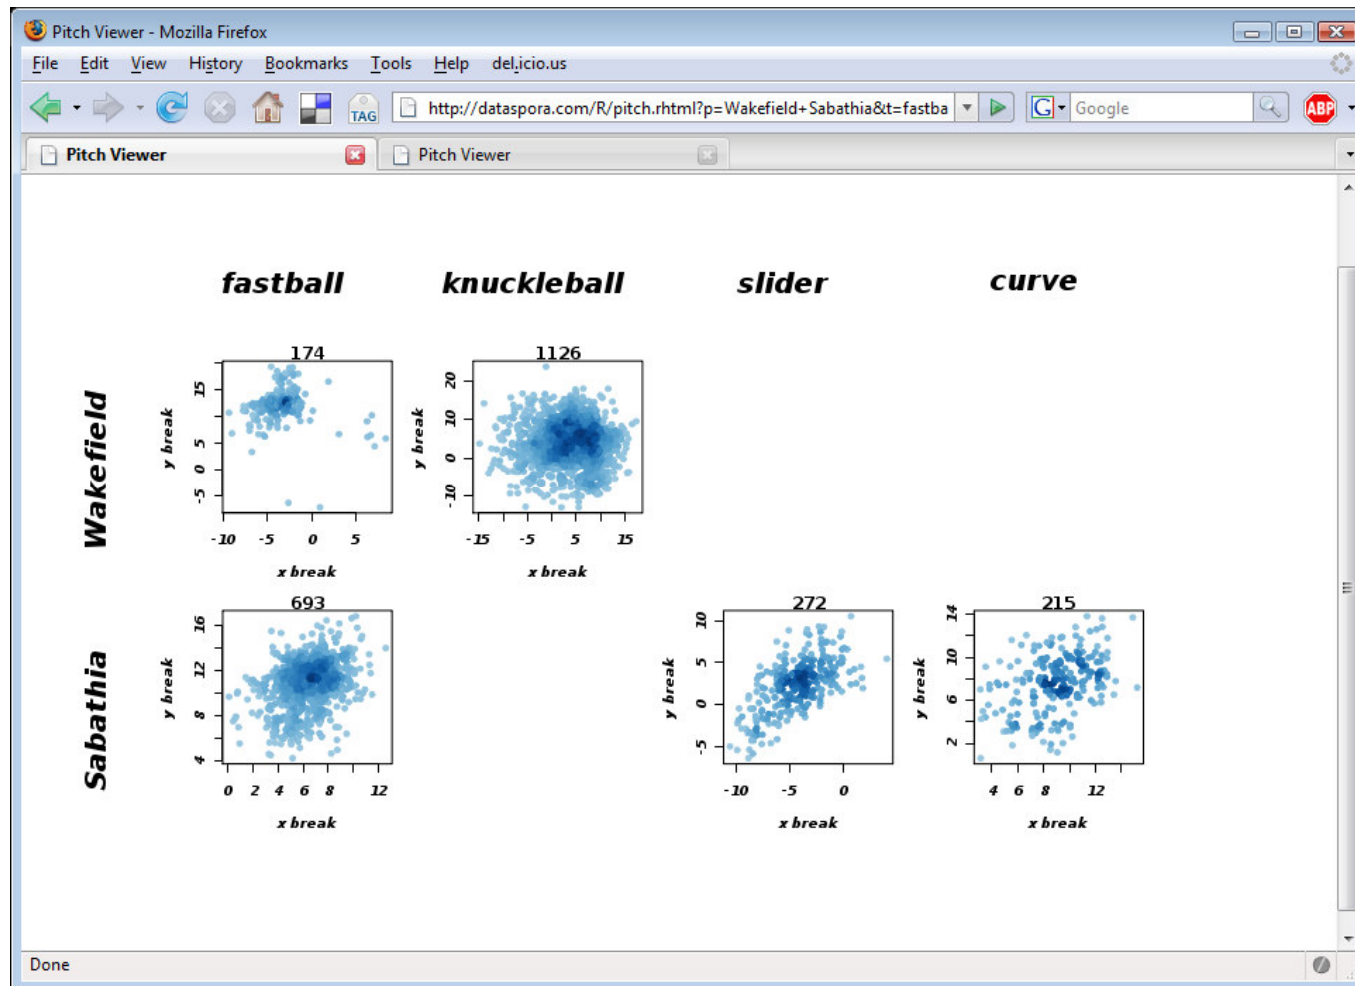 Pitch Viewer - Mozilla Firefox
File Edit View History Bookmarks Tools Help del.icio.us
TAG http://dataspora.com/R/pitch.rhtml?p=Wakefield+Sabathia&t=fastba G Google ABP
Pitch Viewer Pitch Viewer
fastball knuckleball slider curve
Wakefield
174
y break
15
5
0
-5
-10 -5 0 5
x break
1126
y break
20
10
0
-10
-15 -5 5 15
x break
Sabathia
693
y break
16
12
8
4
0 2 4 6 8 12
x break
272
y break
10
5
0
-5
-10 -5 0
x break
215
y break
14
10
6
2
4 6 8 12
x break
Done